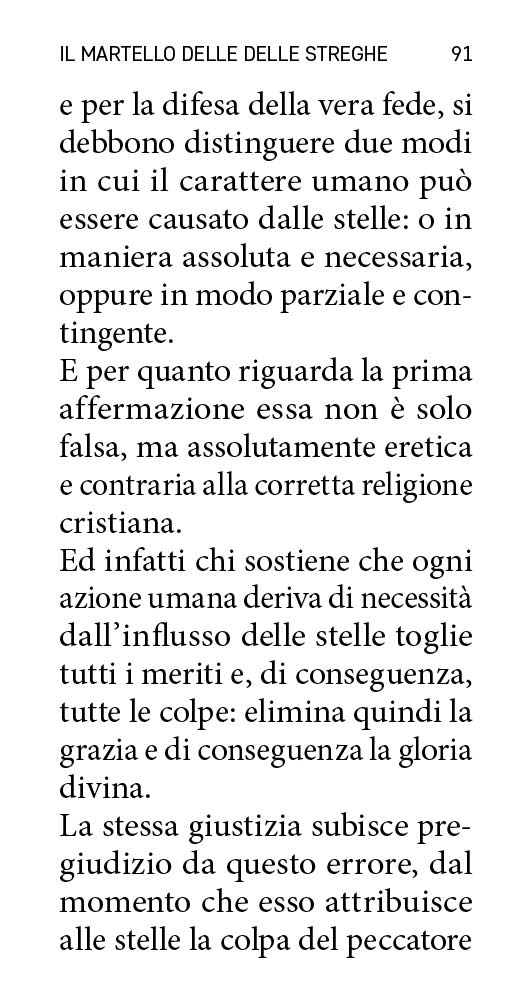 IL MARTELLO DELLE DELLE STREGHE 91
e per la difesa della vera fede, si
debbono distinguere due modi
in cui il carattere umano può
essere causato dalle stelle: o in
maniera assoluta e necessaria,
oppure in modo parziale e con-
tingente.
E per quanto riguarda la prima
affermazione essa non è solo
falsa, ma assolutamente eretica
e contraria alla corretta religione
cristiana.
Ed infatti chi sostiene che ogni
azione umana deriva di necessità
dall’influsso delle stelle toglie
tutti i meriti e, di conseguenza,
tutte le colpe: elimina quindi la
grazia e di conseguenza la gloria
divina.
La stessa giustizia subisce pre-
giudizio da questo errore, dal
momento che esso attribuisce
alle stelle la colpa del peccatore